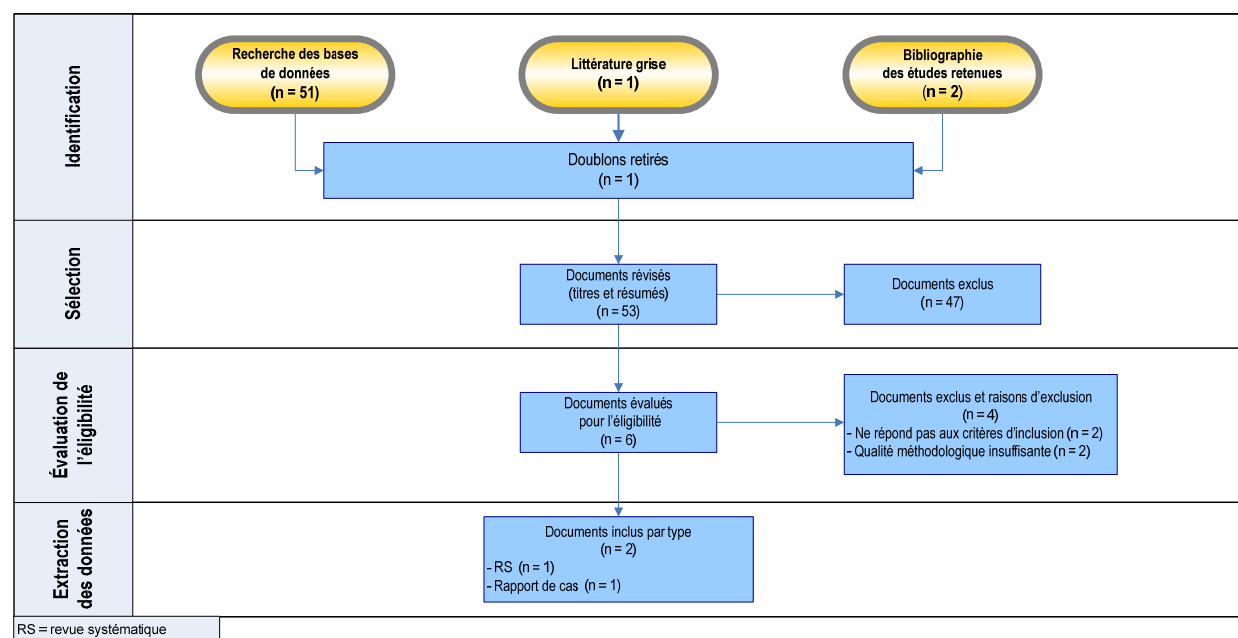 Identification
Recherche des bases
de données
(n = 51)
Littérature grise
(n = 1)
Bibliographie
des études retenues
(n = 2)
Doublons retirés
(n = 1)
Sélection
Documents révisés
(titres et résumés)
(n = 53)
Documents exclus
(n = 47)
Évaluation de
l'éligibilité
Documents évalués
pour l'éligibilité
(n = 6)
Documents exclus et raisons d'exclusion
(n = 4)
- Ne répond pas aux critères d'inclusion (n = 2)
- Qualité méthodologique insuffisante (n = 2)
Extraction
des données
Documents inclus par type
(n = 2)
- RS (n = 1)
- Rapport de cas (n = 1)
RS = revue systématique